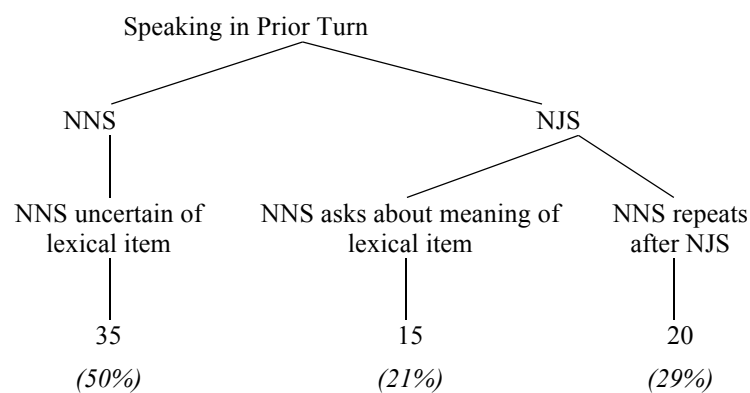 Speaking in Prior Turn
NNS
NJS
NNS uncertain of
lexical item
NNS asks about meaning of
lexical item
NNS repeats
after NJS
35
15
20
(50%)
(21%)
(29%)